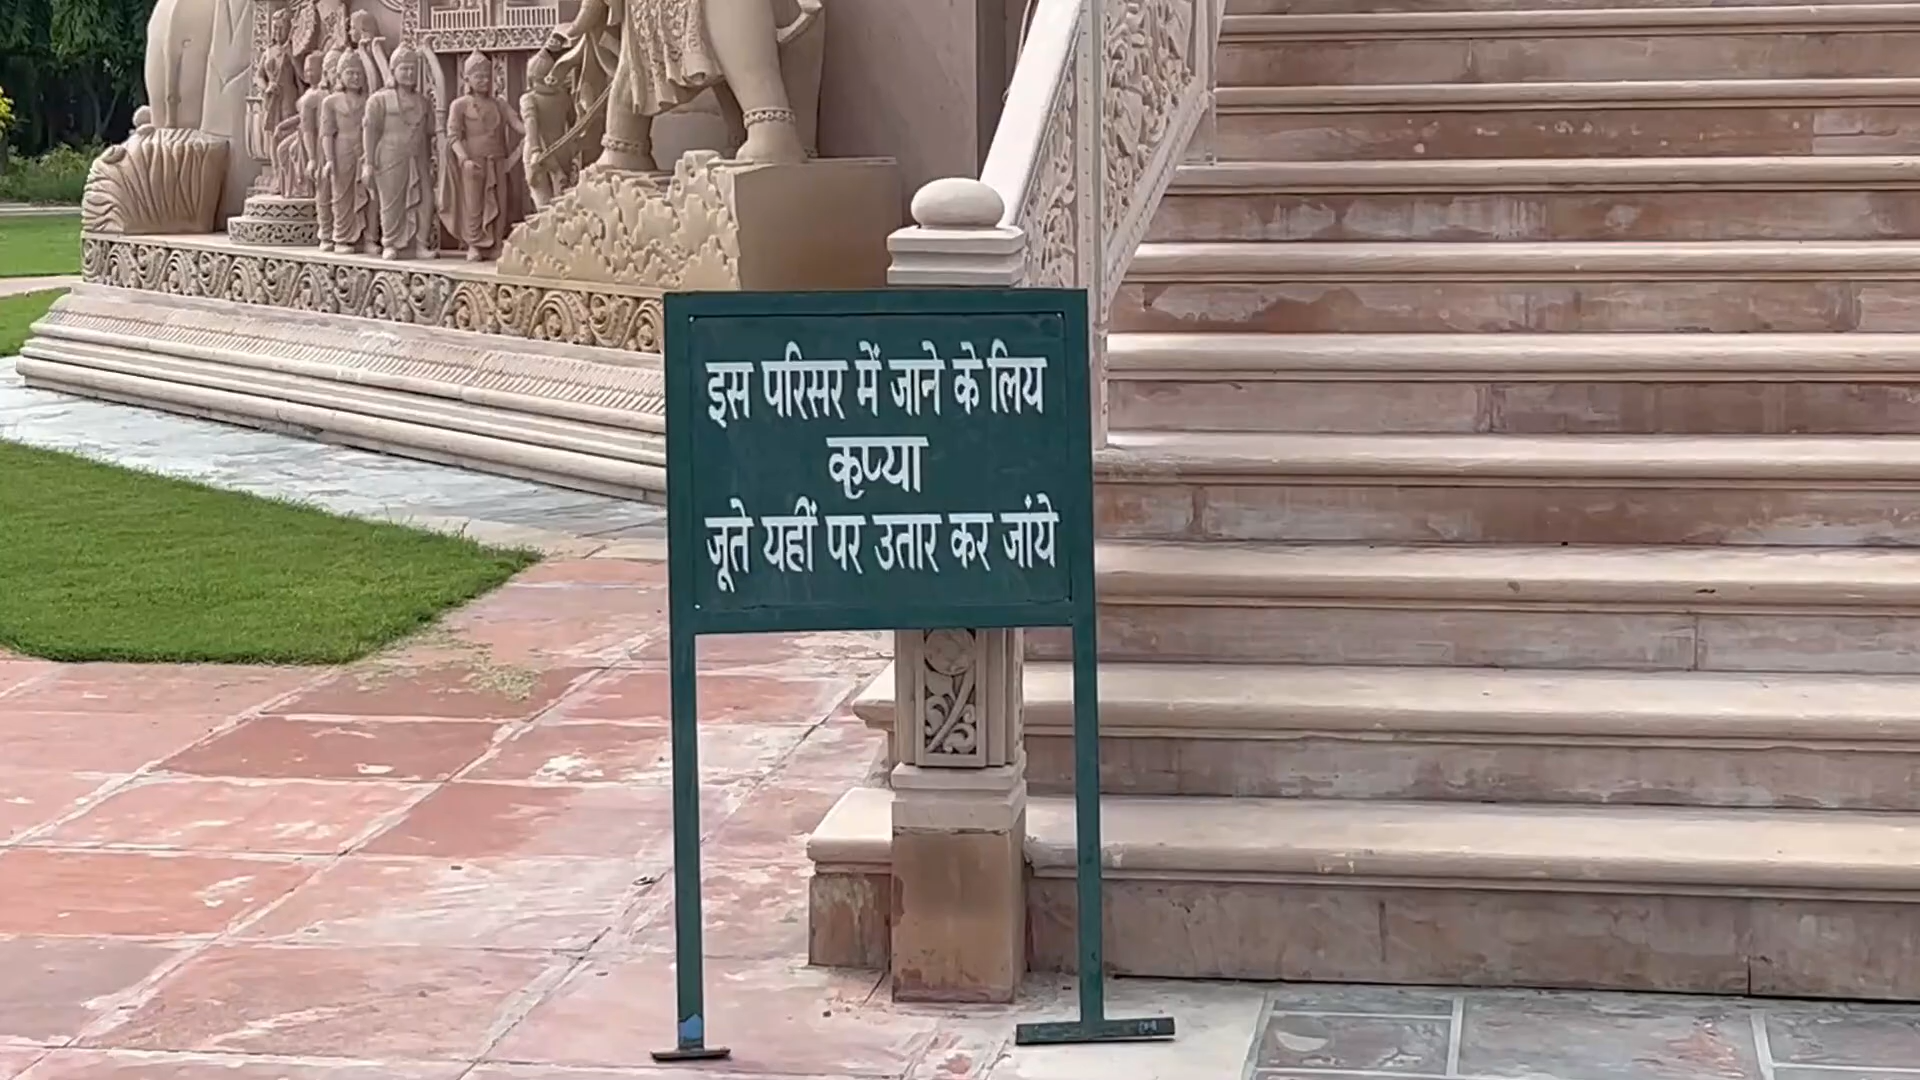 इस परिसर में जाने के लिय
कृप्या
जूते यहीं पर उतार कर जांये